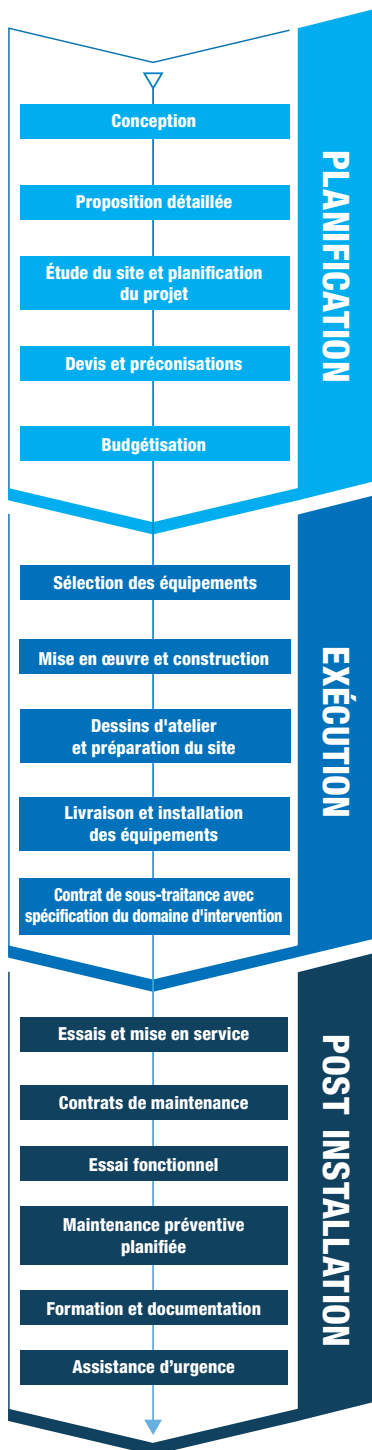 PLANIFICATION
Conception
Proposition détaillée
Étude du site et planification
du projet
Devis et préconisations
Budgétisation
EXÉCUTION
Sélection des équipements
Mise en œuvre et construction
Dessins d'atelier
et préparation du site
Livraison et installation
des équipements
Contrat de sous-traitance avec
spécification du domaine d'intervention
POST INSTALLATION
Essais et mise en service
Contrats de maintenance
Essai fonctionnel
Maintenance préventive
planifiée
Formation et documentation
Assistance d’urgence